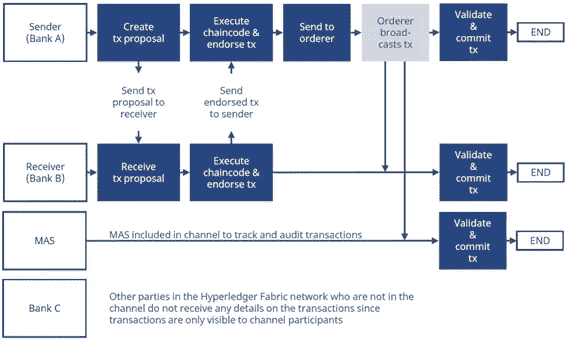 Sender
(Bank A)
Create
tx proposal
Execute
chaincode &
endorse tx
Send to
orderer
Orderer
broad-
casts tx
Validate
&
commit
tx
END
Send tx
proposal to
receiver
Send
endorsed tx
to sender
Receiver
(Bank B)
Receive
tx proposal
Execute
chaincode &
endorse tx
Validate
&
commit
tx
END
MAS
MAS included in channel to track and audit transactions
Validate
&
commit
tx
END
Bank C
Other parties in the Hyperledger Fabric network who are not in the
channel do not receive any details on the transactions since
transactions are only visible to channel participants